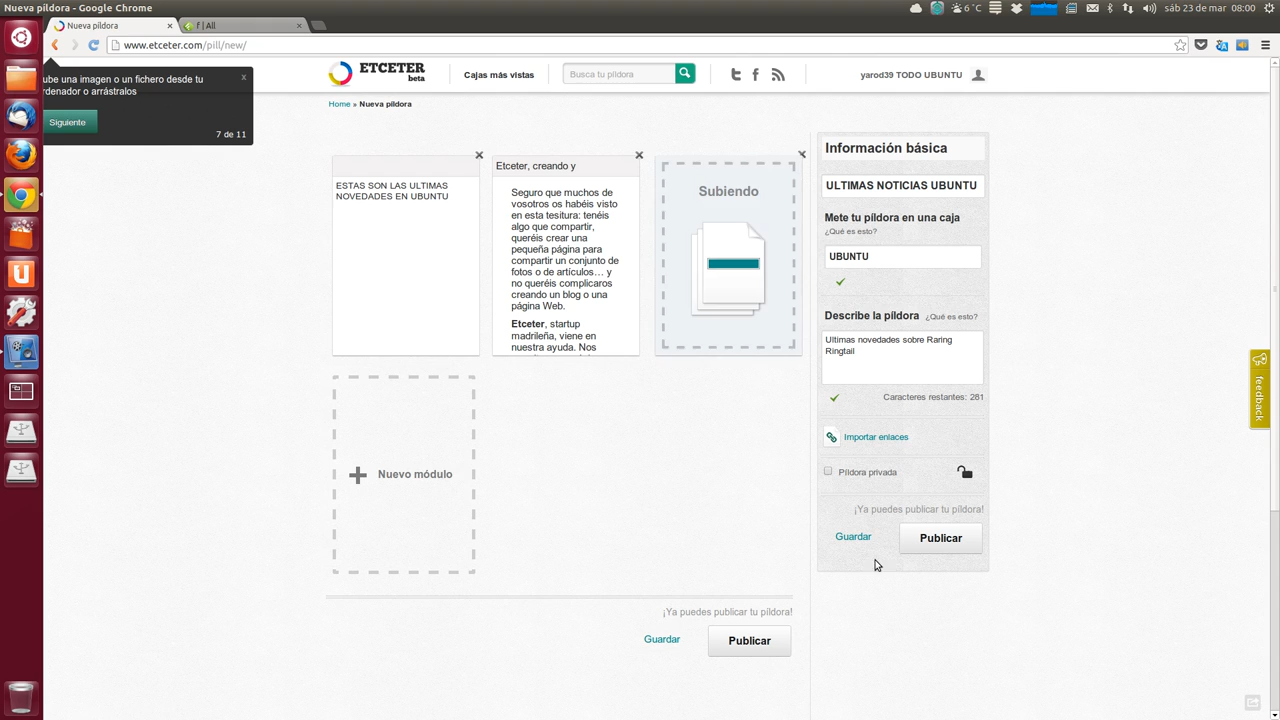 Nueva píldora - Google Chrome
6°C
sáb 23 de mar 08:00
Nueva píldora
f | All
www.etceter.com/pill/new/
ube una imagen o un fichero desde tu
rdenador o arrástralos
x
Siguiente
7 de 11
ETCETER
beta
Cajas más vistas
Busca tu píldora
yarod39 TODO UBUNTU
Home » Nueva píldora
ESTAS SON LAS ULTIMAS
NOVEDADES EN UBUNTU
Etceter, creando y
Seguro que muchos de
vosotros os habéis visto
en esta tesitura: tenéis
algo que compartir,
queréis crear una
pequeña página para
compartir un conjunto de
fotos o de artículos… y
no queréis complicaros
creando un blog o una
página Web.
Etceter, startup
madrileña, viene en
nuestra ayuda. Nos
Subiendo
Nuevo módulo
¡Ya puedes publicar tu píldora!
Guardar
Publicar
Información básica
ULTIMAS NOTICIAS UBUNTU
Mete tu píldora en una caja
¿Qué es esto?
UBUNTU
Describe la píldora ¿Qué es esto?
Ultimas novedades sobre Raring
Ringtail
Caracteres restantes: 281
Importar enlaces
Píldora privada
¡Ya puedes publicar tu píldora!
Guardar
Publicar
feedback